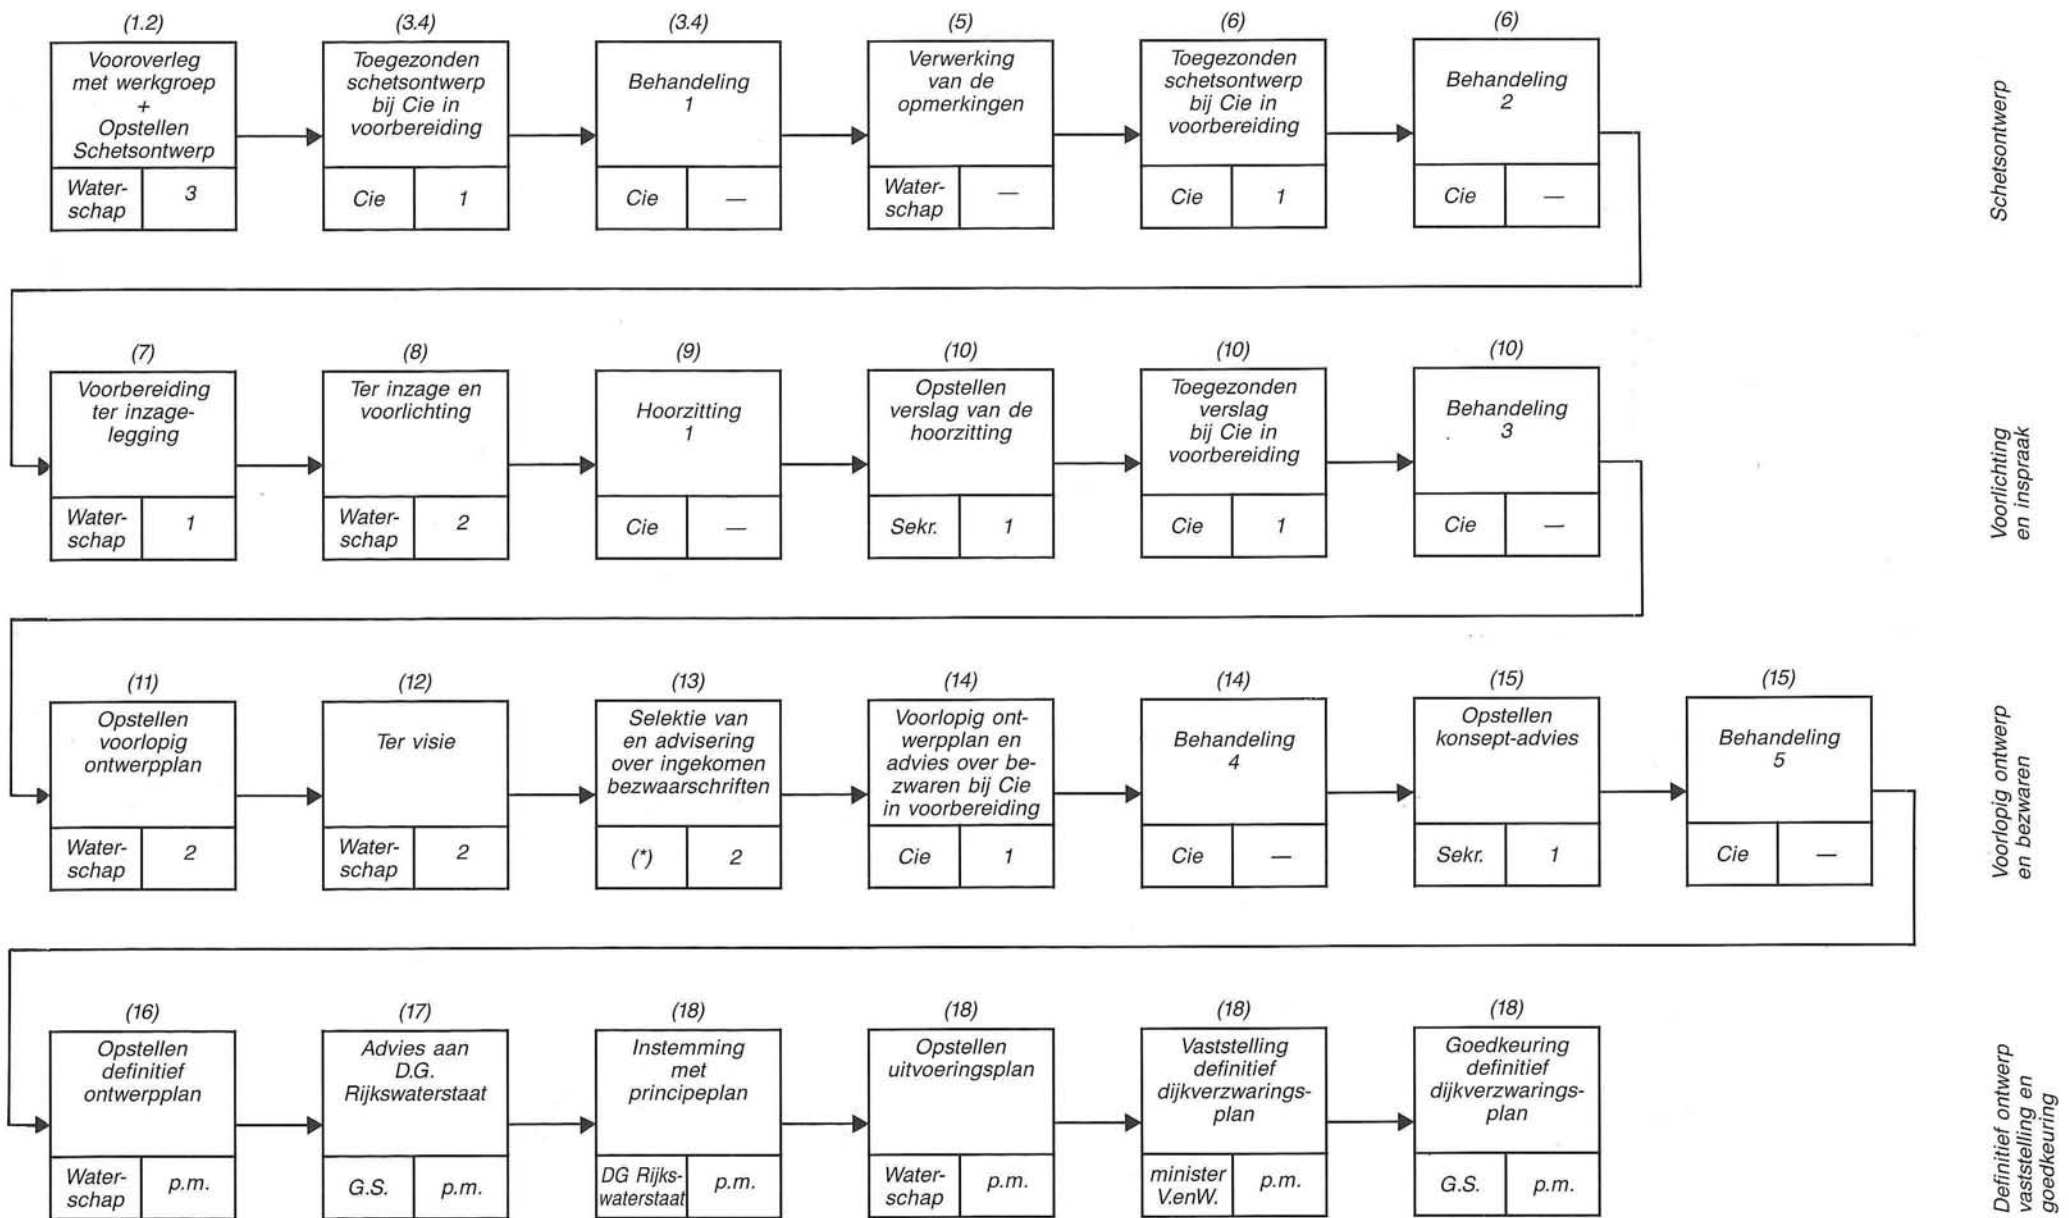 (1.2)
Vooroverleg
met werkgroep
+
Opstellen
Schetsontwerp
Water-
schap
3
(3.4)
Toegezonden
schetsontwerp
bij Cie in
voorbereiding
Cie
1
(3.4)
Behandeling
1
Cie
—
(5)
Verwerking
van de
opmerkingen
Water-
schap
—
(6)
Toegezonden
schetsontwerp
bij Cie in
voorbereiding
Cie
1
(6)
Behandeling
2
Cie
—
Schetsontwerp
(7)
Voorbereiding
ter inzage-
legging
Water-
schap
1
(8)
Ter inzage en
voorlichting
Water-
schap
2
(9)
Hoorzitting
1
Cie
—
(10)
Opstellen
verslag van de
hoorzitting
Sekr.
1
(10)
Toegezonden
verslag
bij Cie in
voorbereiding
Cie
1
(10)
Behandeling
3
Cie
—
Voorlichting
en inspraak
(11)
Opstellen
voorlopig
ontwerpplan
Water-
schap
2
(12)
Ter visie
Water-
schap
2
(13)
Selektie van
en advisering
over ingekomen
bezwaarschriften
(*)
2
(14)
Voorlopig ont-
werpplan en
advies over be-
zwaren bij Cie
in voorbereiding
Cie
1
(14)
Behandeling
4
Cie
—
(15)
Opstellen
konsept-advies
Sekr.
1
(15)
Behandeling
5
Cie
—
Voorlopig ontwerp
en bezwaren
(16)
Opstellen
definitief
ontwerpplan
Water-
schap
p.m.
(17)
Advies aan
D.G.
Rijkswaterstaat
G.S.
p.m.
(18)
Instemming
met
principeplan
DG Rijks-
waterstaat
p.m.
(18)
Opstellen
uitvoeringsplan
Water-
schap
p.m.
(18)
Vaststelling
definitief
dijkverzwarings-
plan
minister
V.enW.
p.m.
(18)
Goedkeuring
definitief
dijkverzwarings-
plan
G.S.
p.m.
Definitief ontwerp
vaststelling en
goedkeuring